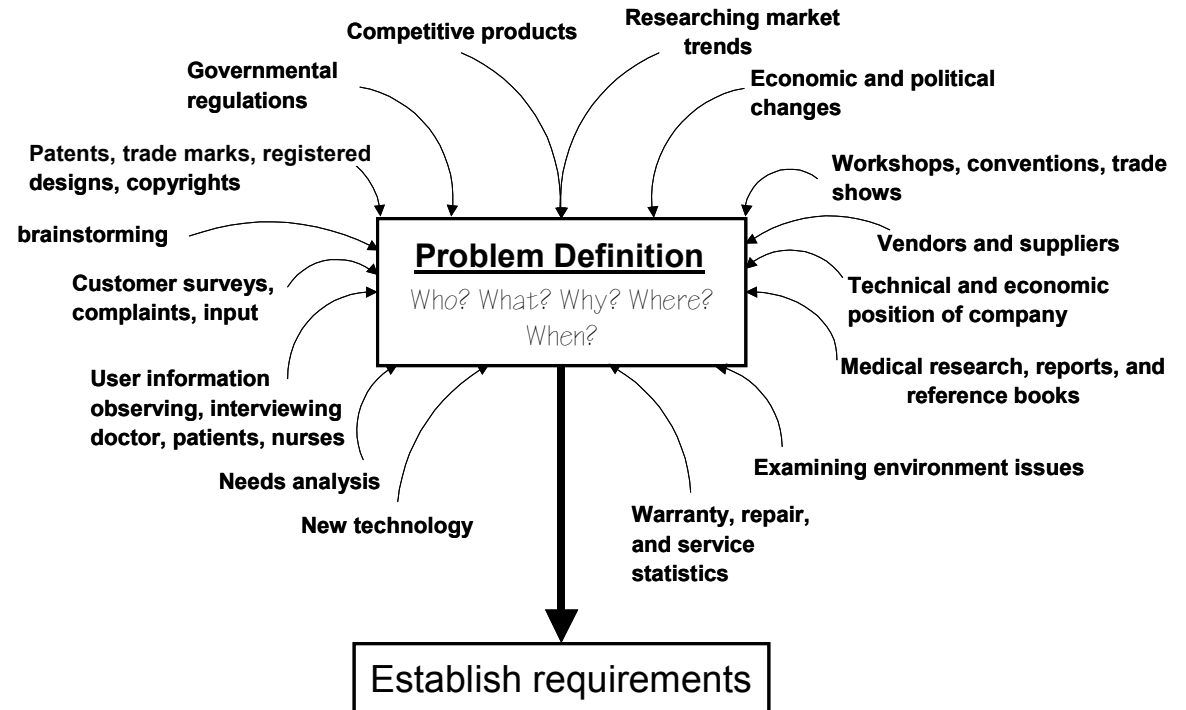 Competitive products
Researching market
trends
Governmental
regulations
Economic and political
changes
Patents, trade marks, registered
designs, copyrights
Workshops, conventions, trade
shows
brainstorming
Vendors and suppliers
Customer surveys,
complaints, input
Technical and economic
position of company
Problem Definition
Who? What? Why? Where?
When?
User information
observing, interviewing
doctor, patients, nurses
Medical research, reports, and
reference books
Needs analysis
Examining environment issues
New technology
Warranty, repair,
and service
statistics
Establish requirements